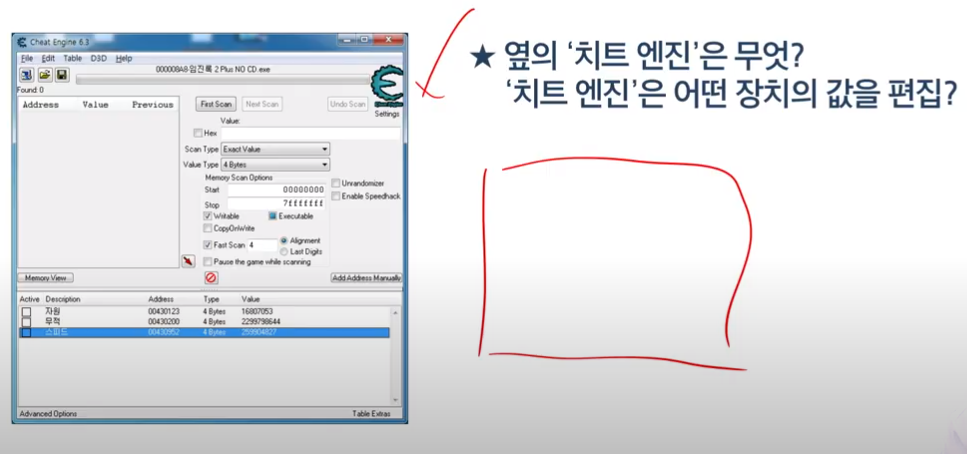 Cheat Engine 6.3
File Edit Table D3D Help
000008A8-임진록 2 Plus NO CD exe
Found: 0
Address Value Previous
First Scan Next Scan Undo Scan
Cheat Engine
Settings
Value:
Hex
Scan Type Exact Value
Value Type 4 Bytes
Memory Scan Options
Start 00000000
Stop 7fffffff
Unrandomizer
Enable Speedhack
Writable Executable
CopyOnWrite
Fast Scan 4 Alignment
Last Digits
Pause the game while scanning
Memory View Add Address Manually
Active Description Address Type Value
자원 00430123 4 Bytes 16807053
무적 00430200 4 Bytes 2299798644
스피드 00430952 4 Bytes 259904827
Advanced Options Table Extras
★ 옆의 ‘치트 엔진’은 무엇?
‘치트 엔진’은 어떤 장치의 값을 편집?